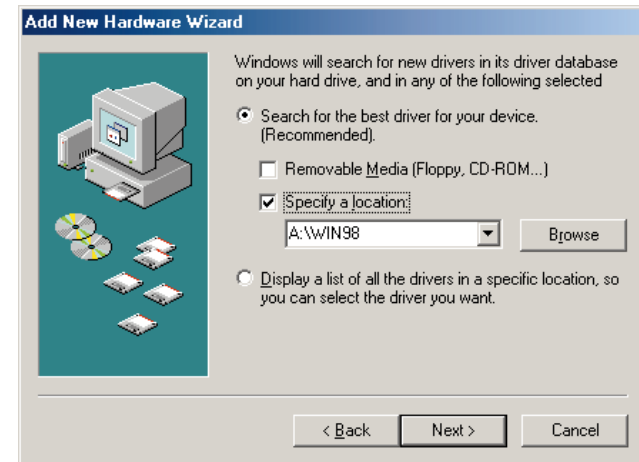 Add New Hardware Wizard
Windows will search for new drivers in its driver database
on your hard drive, and in any of the following selected
Search for the best driver for your device.
(Recommended).
Removable Media (Floppy, CD-ROM...)
Specify a location:
A:\WIN98
Browse
Display a list of all the drivers in a specific location, so
you can select the driver you want.
< Back
Next >
Cancel